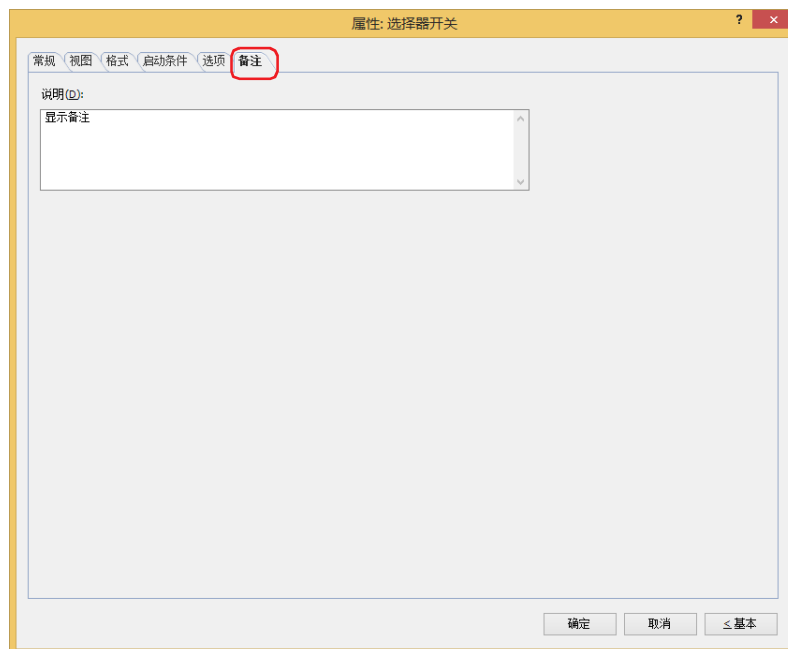 属性: 选择器开关
? ×
常规 视图 格式 启动条件 选项 备注
说明(D):
显示备注
确定 取消 ≤基本